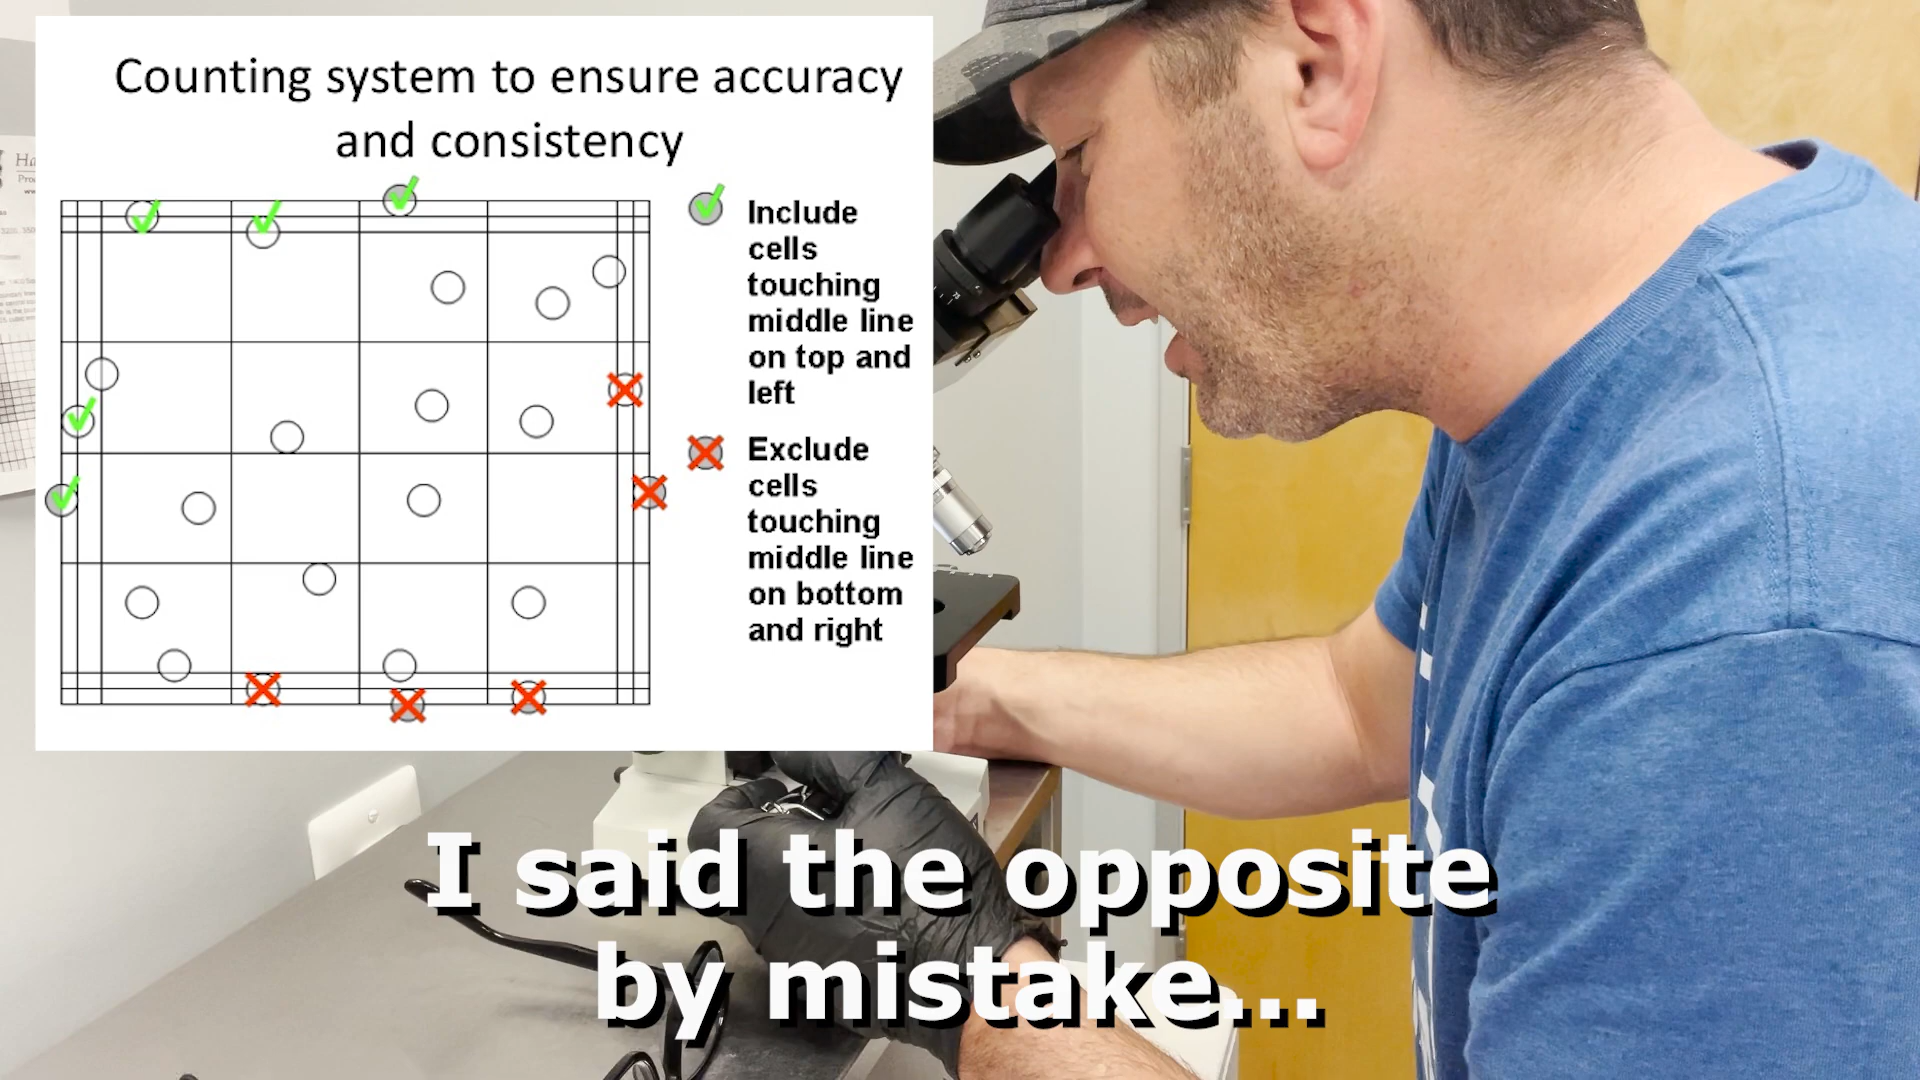 Counting system to ensure accuracy
and consistency
Include
cells
touching
middle line
on top and
left
Exclude
cells
touching
middle line
on bottom
and right
I said the opposite
by mistake...